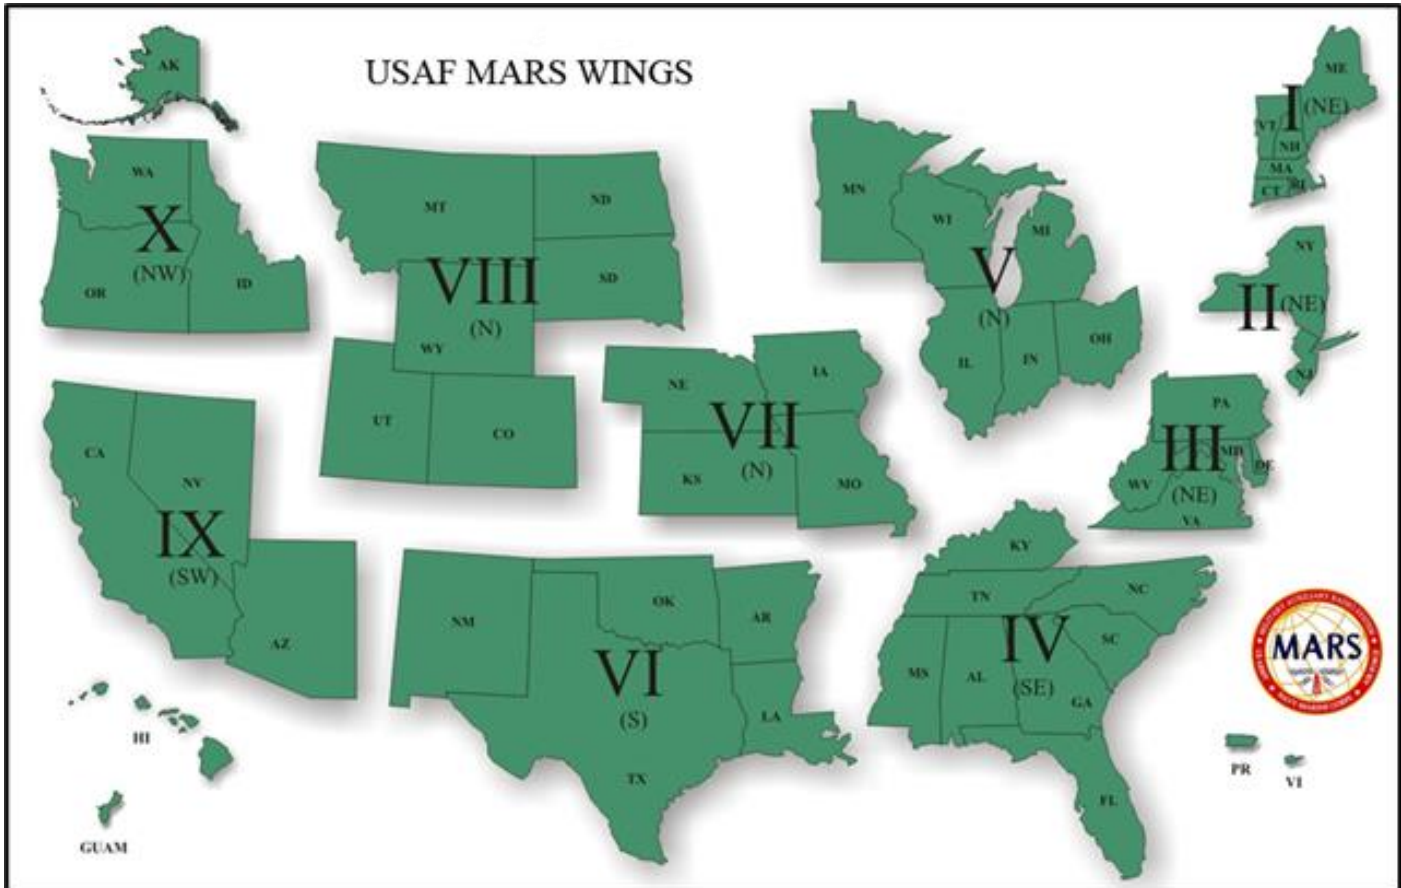 USAF MARS WINGS
AK
WA
X
(NW)
OR
ID
MT
ND
VIII
(N)
SD
WY
UT
CO
MN
WI
MI
V
(N)
IL
IN
OH
ME
I
(NE)
VT
NH
MA
RI
CT
NY
II
(NE)
NJ
CA
NV
IX
(SW)
AZ
NE
IA
VII
(N)
KS
MO
PA
III
MD
DE
(NE)
WV
VA
NM
OK
AR
VI
(S)
LA
TX
KY
TN
NC
IV
(SE)
SC
MS
AL
GA
FL
HI
GUAM
MARS
PR
VI